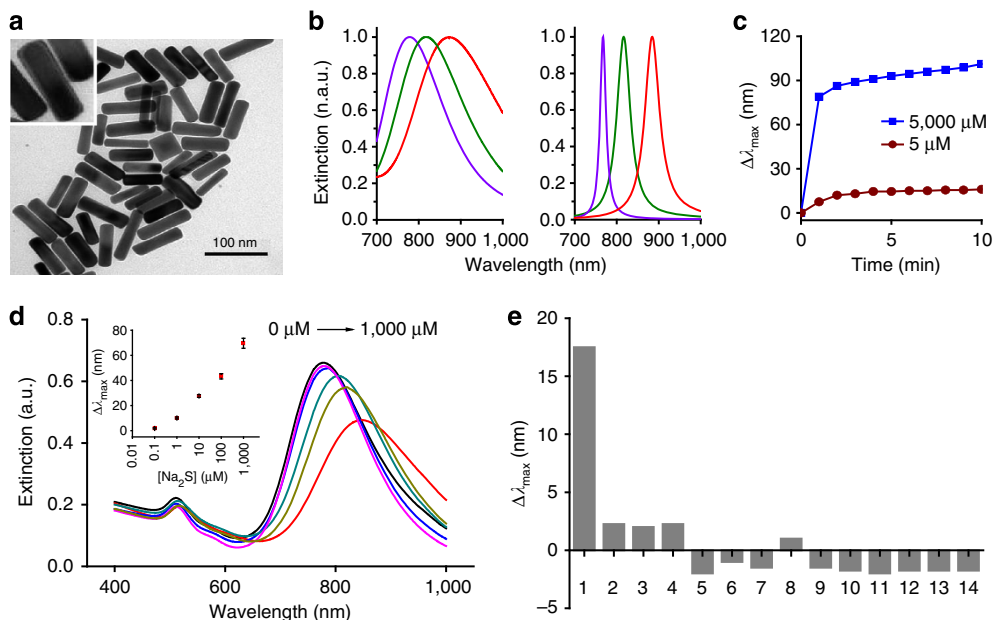 a
100 nm
b
Extinction (n.a.u.)
1.0
0.8
0.6
0.4
0.2
0.0
700 800 900 1,000
1.0
0.8
0.6
0.4
0.2
0.0
700 800 900 1,000
Wavelength (nm)
c
Δλmax (nm)
120
90
60
30
0
5,000 μM
5 μM
0 5 10
Time (min)
d
Extinction (a.u.)
0.8
0.6
0.4
0.2
0.0
400 600 800 1,000
Wavelength (nm)
0 μM 1,000 μM
Δλmax (nm)
80
60
40
20
0
0.01 0.1 1 10 100 1,000
[Na2S] (μM)
e
Δλmax (nm)
20
15
10
5
0
–5
1 2 3 4 5 6 7 8 9 10 11 12 13 14